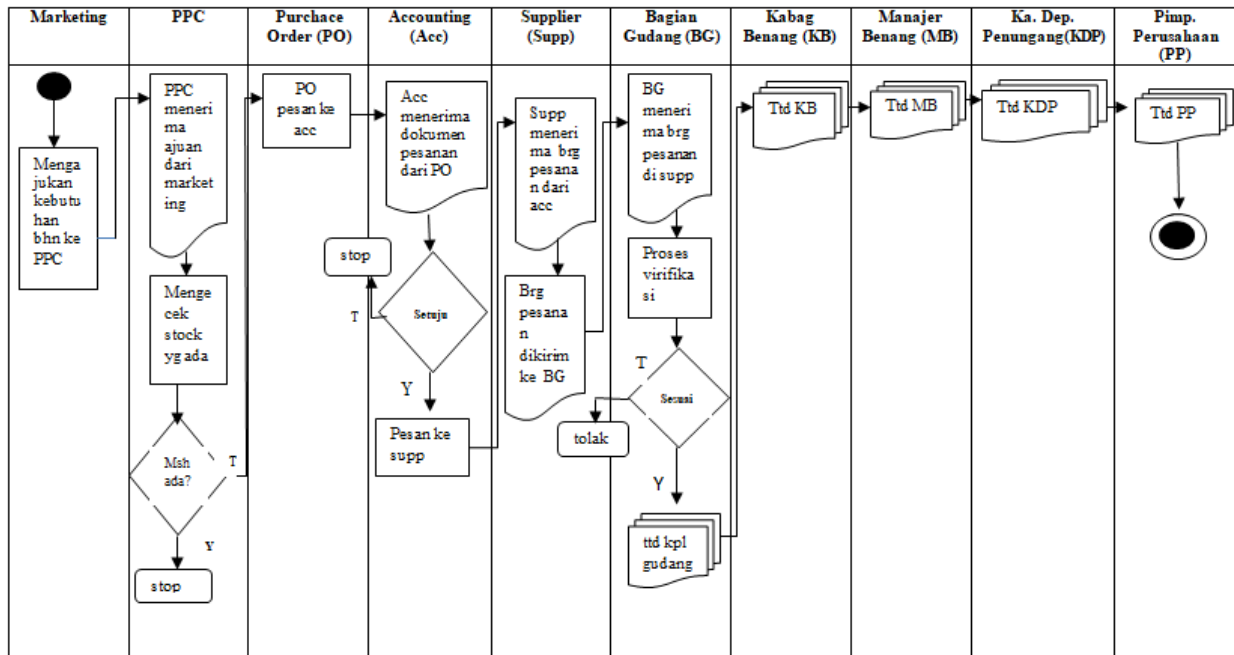 Marketing
PPC
Purchace
Order (PO)
Accounting
(Acc)
Supplier
(Supp)
Bagian
Gudang (BG)
Kabag
Benang (KB)
Manajer
Benang (MB)
Ka. Dep.
Penungang(KDP)
Pimp.
Perusahaan
(PP)
Menga
jukan
kebutu
han
bhn ke
PPC
PPC
meneri
ma
ajuan
dari
market
ing
Menge
cek
stock
yg ada
Msh
ada?
T
Y
stop
PO
pesan ke
acc
Acc
menerima
dokumen
pesanan
dari PO
stop
T
Setuju
Y
Pesan ke
supp
Supp
meneri
ma brg
pesana
n dari
acc
Brg
pesana
n
dikirim
ke BG
BG
meneri
ma brg
pesanan
di supp
Proses
virifika
si
T
Sesuai
tolak
Y
ttd kpl
gudang
Ttd KB
Ttd MB
Ttd KDP
Ttd PP